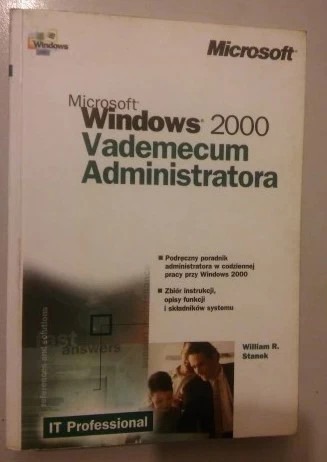 Windows
Microsoft
Microsoft
Windows 2000
Vademecum
Administratora
Podręczny poradnik
administratora w codziennej
pracy przy Windows 2000
Zbiór instrukcji,
opisy funkcji
i składników systemu
answers
William R.
Stanek
IT Professional